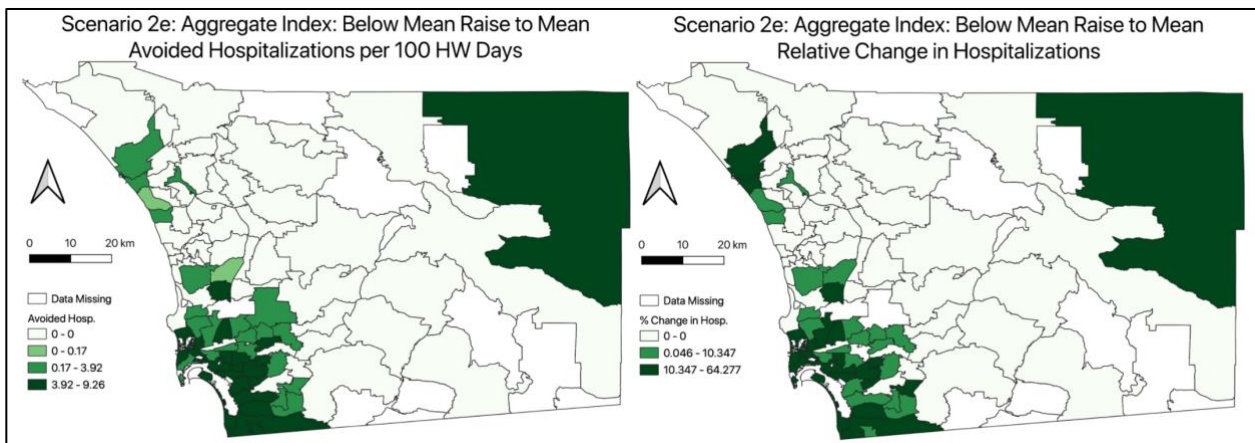 Scenario 2e: Aggregate Index: Below Mean Raise to Mean
Avoided Hospitalizations per 100 HW Days
0 10 20 km
Data Missing
Avoided Hosp.
0 - 0
0 - 0.17
0.17 - 3.92
3.92 - 9.26
Scenario 2e: Aggregate Index: Below Mean Raise to Mean
Relative Change in Hospitalizations
0 10 20 km
Data Missing
% Change in Hosp.
0 - 0
0.046 - 10.347
10.347 - 64.277